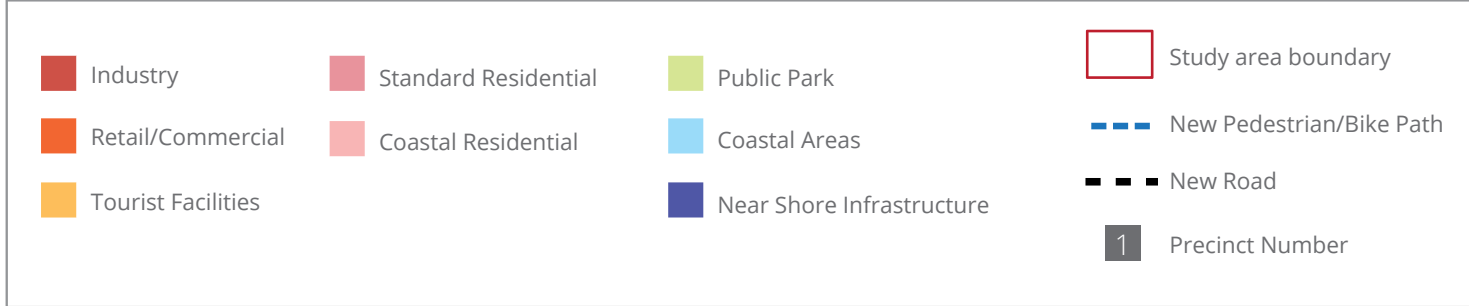 Industry
Retail/Commercial
Tourist Facilities
Standard Residential
Coastal Residential
Public Park
Coastal Areas
Near Shore Infrastructure
Study area boundary
New Pedestrian/Bike Path
New Road
1 Precinct Number